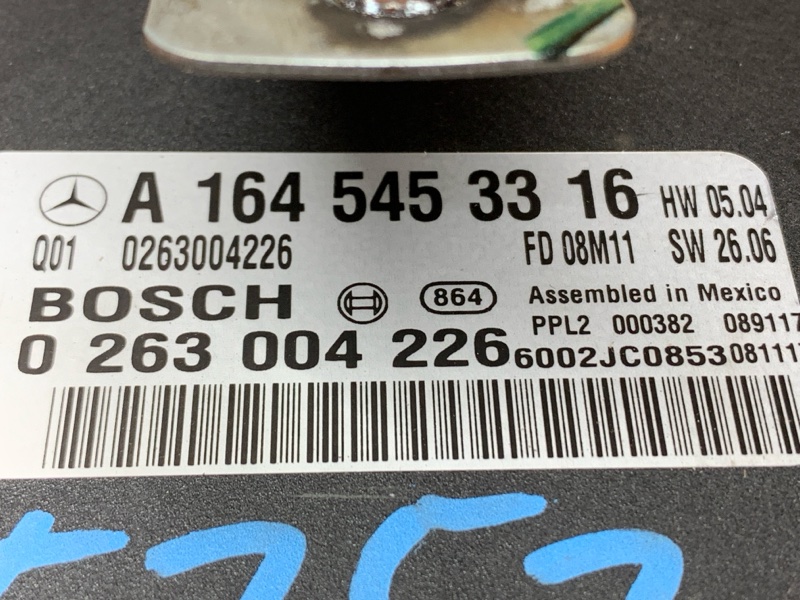 A 164 545 33 16 HW 05.04
Q01 0263004226 FD 08M11 SW 26.06
BOSCH 864 Assembled in Mexico
PPL2 000382 089117
0 263 004 226 6002JC0853 08111